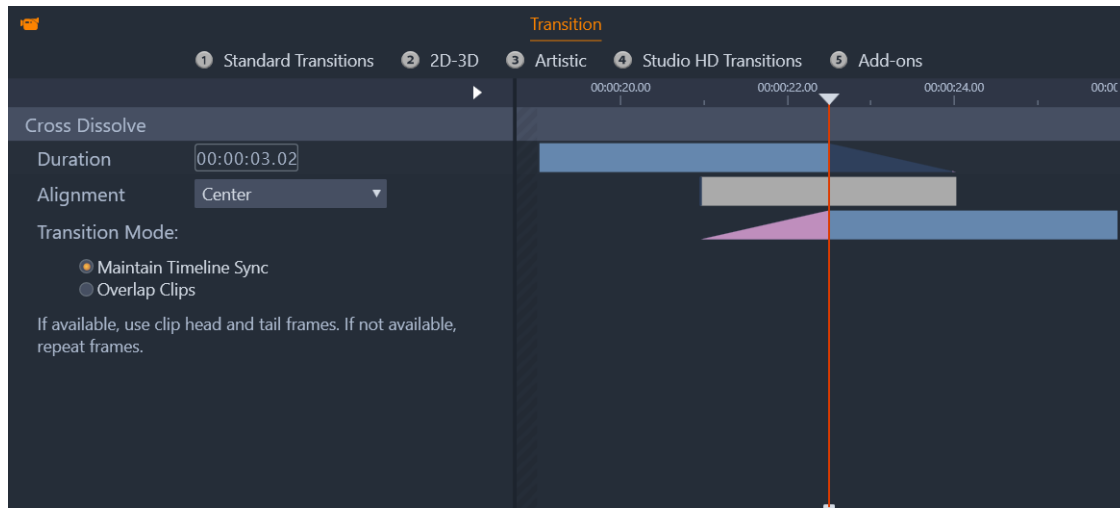 Transition
1 Standard Transitions 2 2D-3D 3 Artistic 4 Studio HD Transitions 5 Add-ons
00:00:20.00 00:00:22.00 00:00:24.00
Cross Dissolve
Duration 00:00:03.02
Alignment Center
Transition Mode:
Maintain Timeline Sync
Overlap Clips
If available, use clip head and tail frames. If not available,
repeat frames.